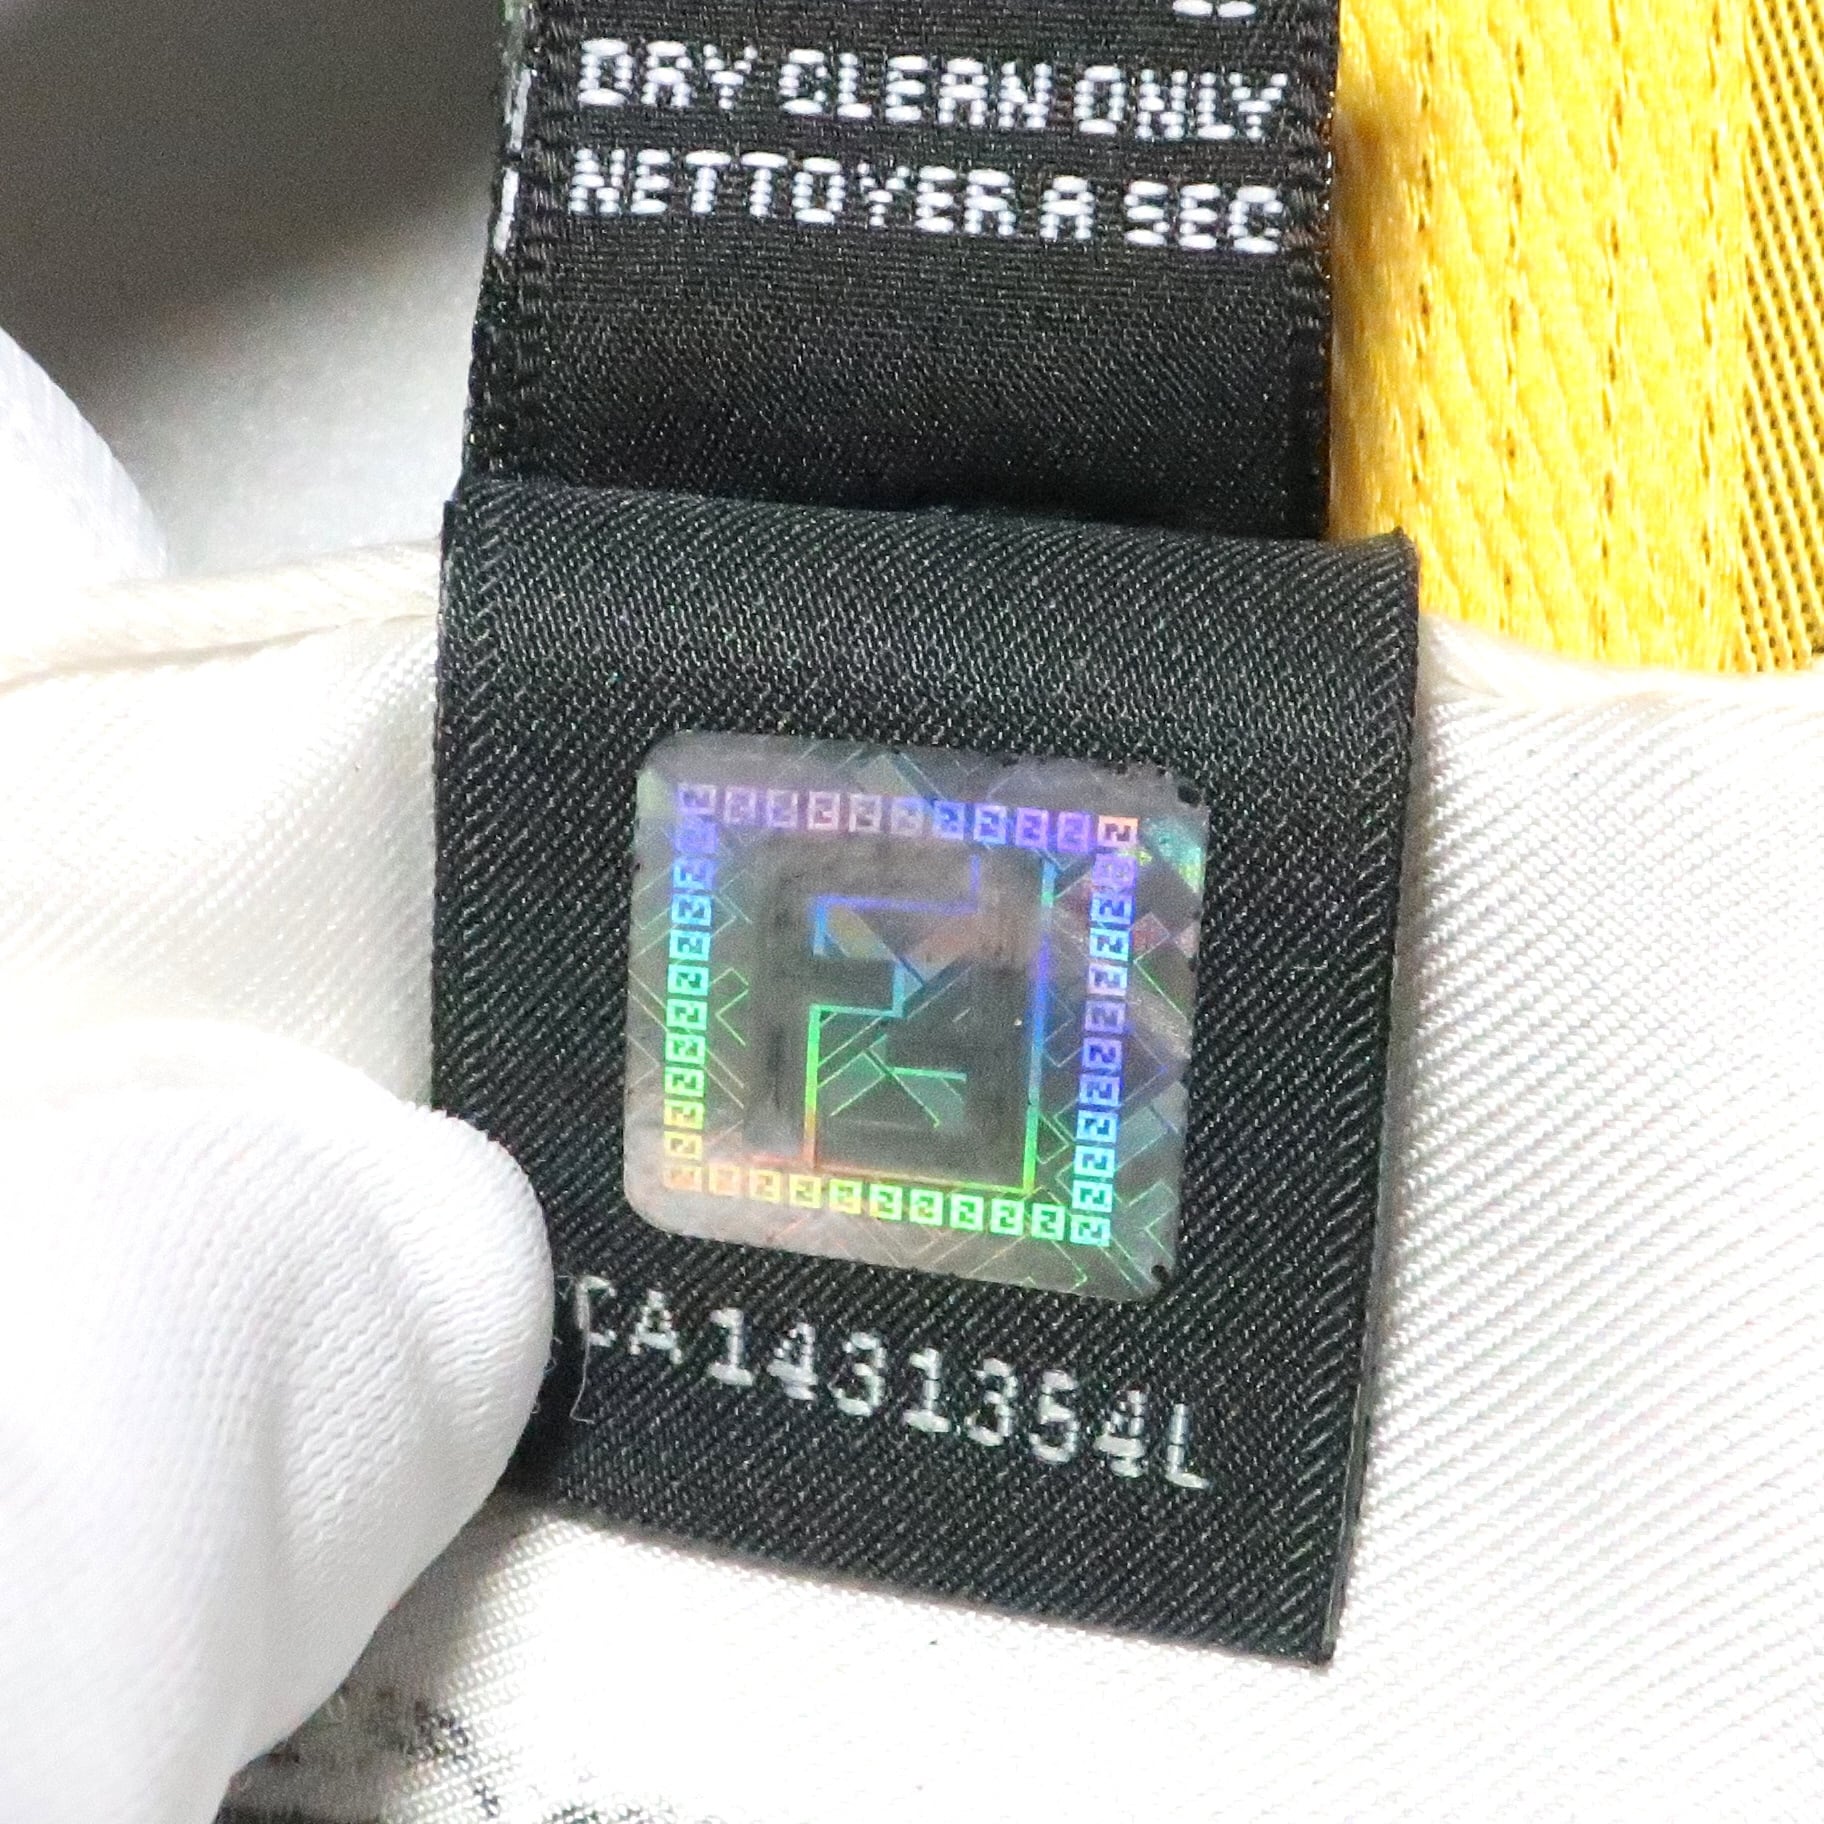 DRY CLEAN ONLY
NETTOYER A SEC
CA1431354L